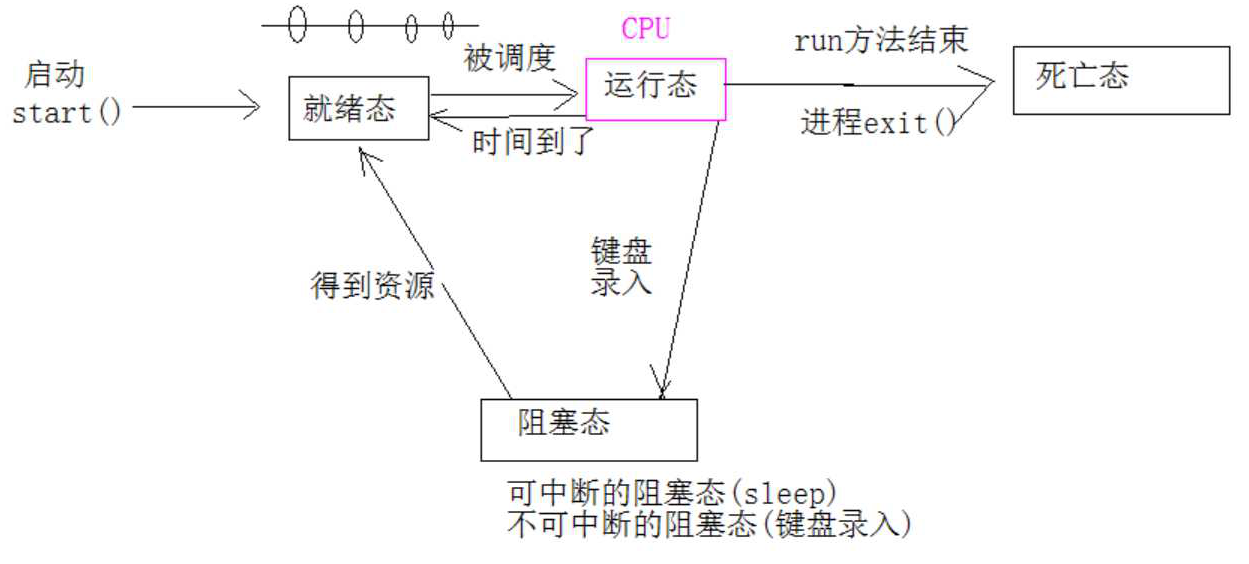 CPU
启动
start()
就绪态
被调度
时间到了
运行态
run方法结束
进程exit()
死亡态
键盘
录入
得到资源
阻塞态
可中断的阻塞态(sleep)
不可中断的阻塞态(键盘录入)